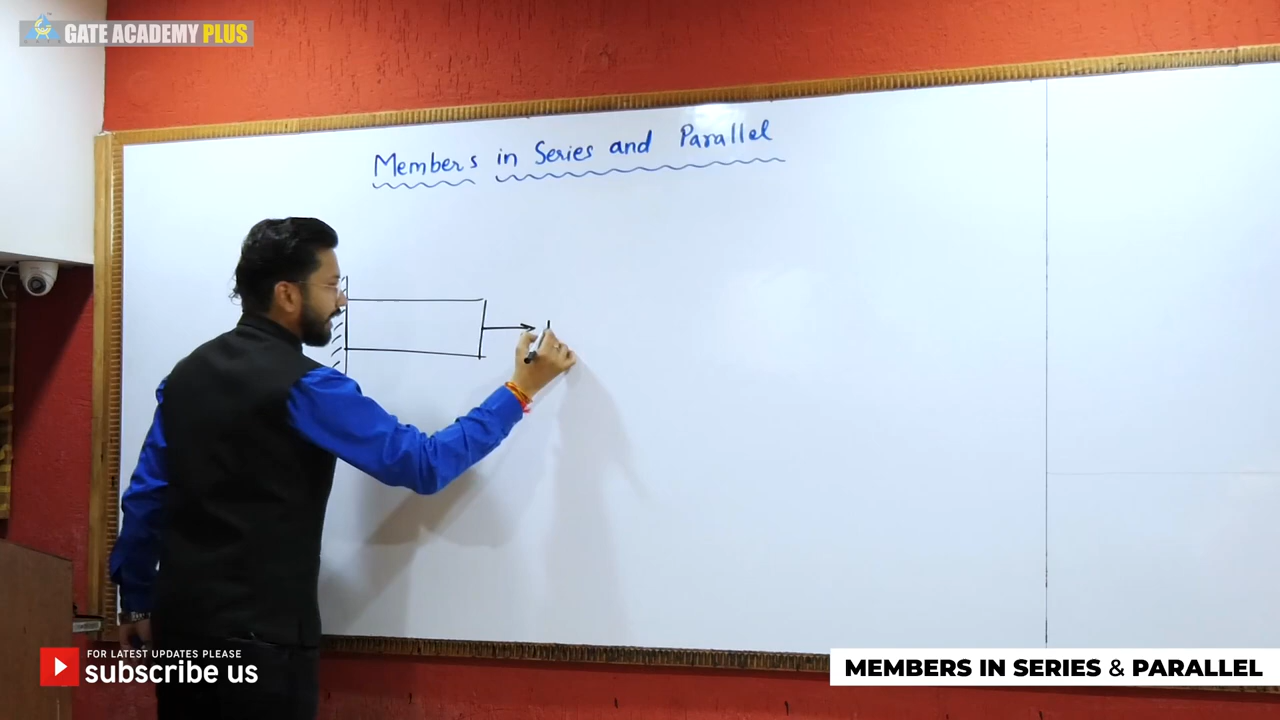 GATE ACADEMY PLUS
Members in Series and Parallel
FOR LATEST UPDATES PLEASE
subscribe us
MEMBERS IN SERIES & PARALLEL